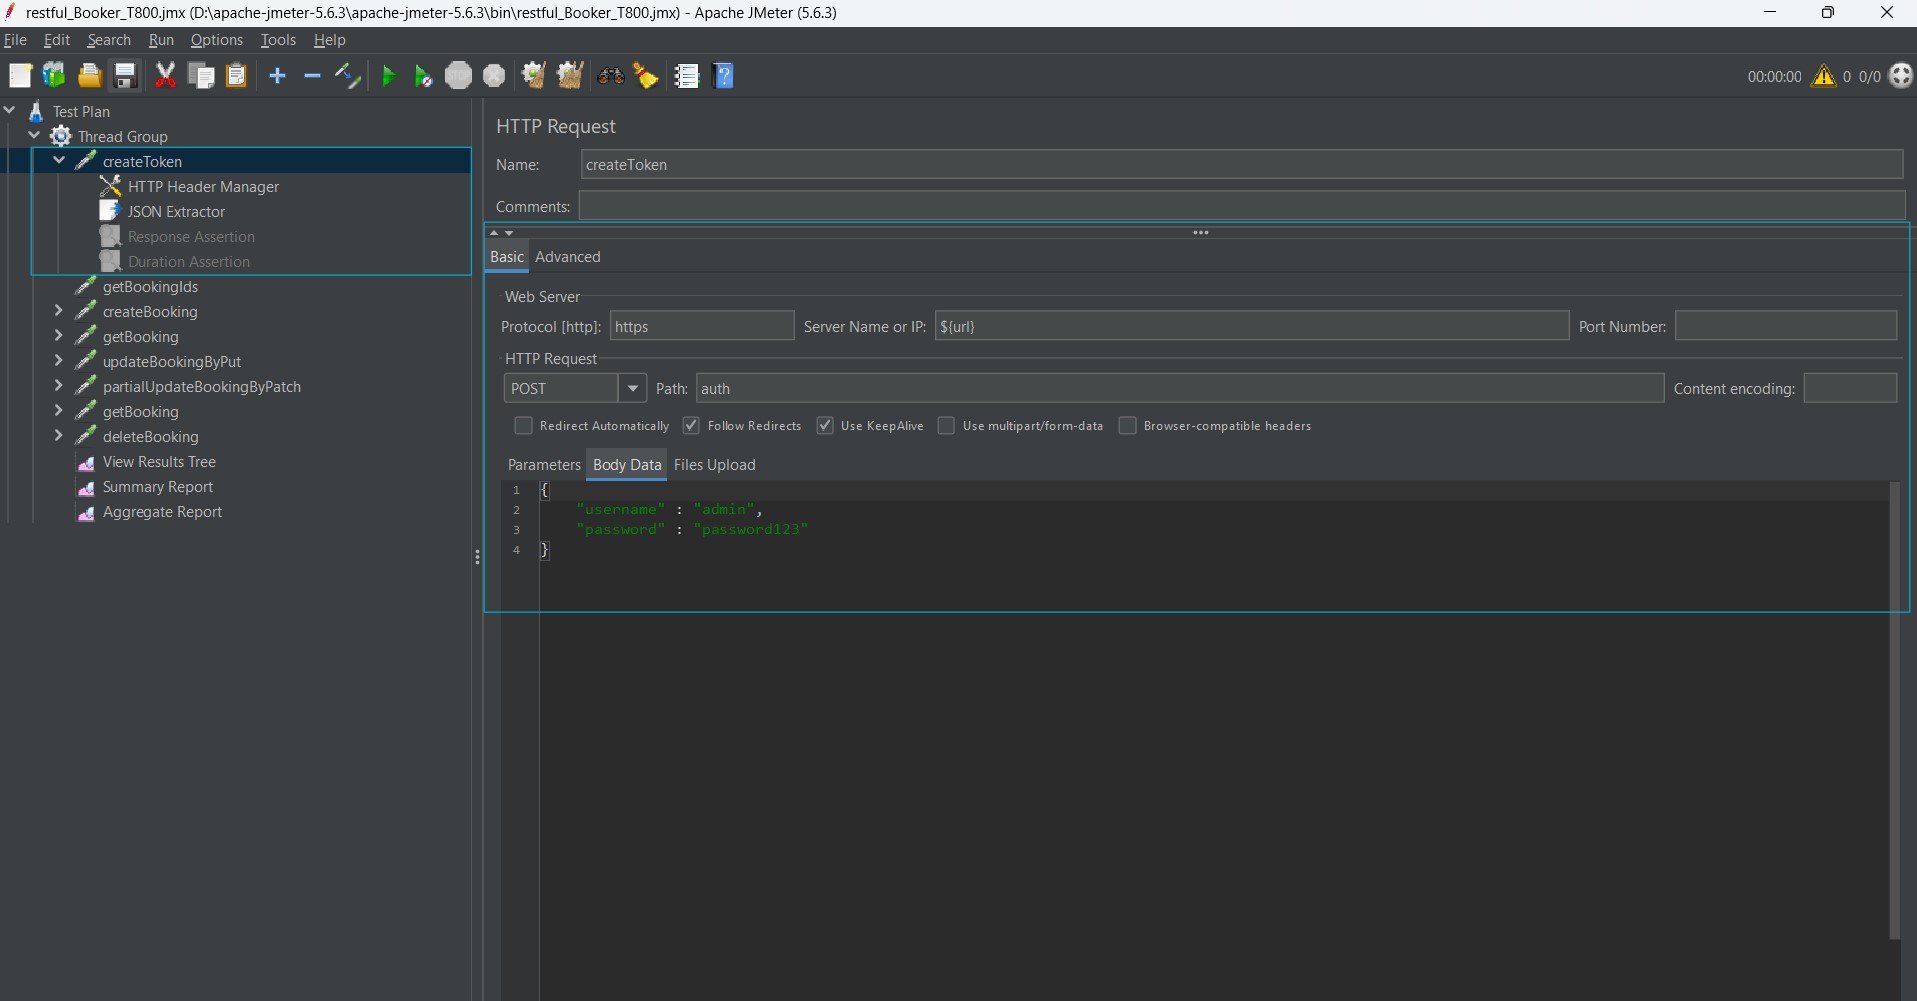 restful_Booker_T800.jmx (D:\apache-jmeter-5.6.3\apache-jmeter-5.6.3\bin\restful_Booker_T800.jmx) - Apache JMeter (5.6.3)
File Edit Search Run Options Tools Help
STOP
00:00:00 0 0/0
Test Plan
Thread Group
createToken
HTTP Header Manager
JSON Extractor
Response Assertion
Duration Assertion
getBookingIds
createBooking
getBooking
updateBookingByPut
partialUpdateBookingByPatch
getBooking
deleteBooking
View Results Tree
Summary Report
Aggregate Report
HTTP Request
Name: createToken
Comments:
Basic Advanced
Web Server
Protocol [http]: https Server Name or IP: ${url} Port Number:
HTTP Request
POST Path: auth Content encoding:
Redirect Automatically Follow Redirects Use KeepAlive Use multipart/form-data Browser-compatible headers
Parameters Body Data Files Upload
1 {
2 "username" : "admin",
3 "password" : "password123"
4 }